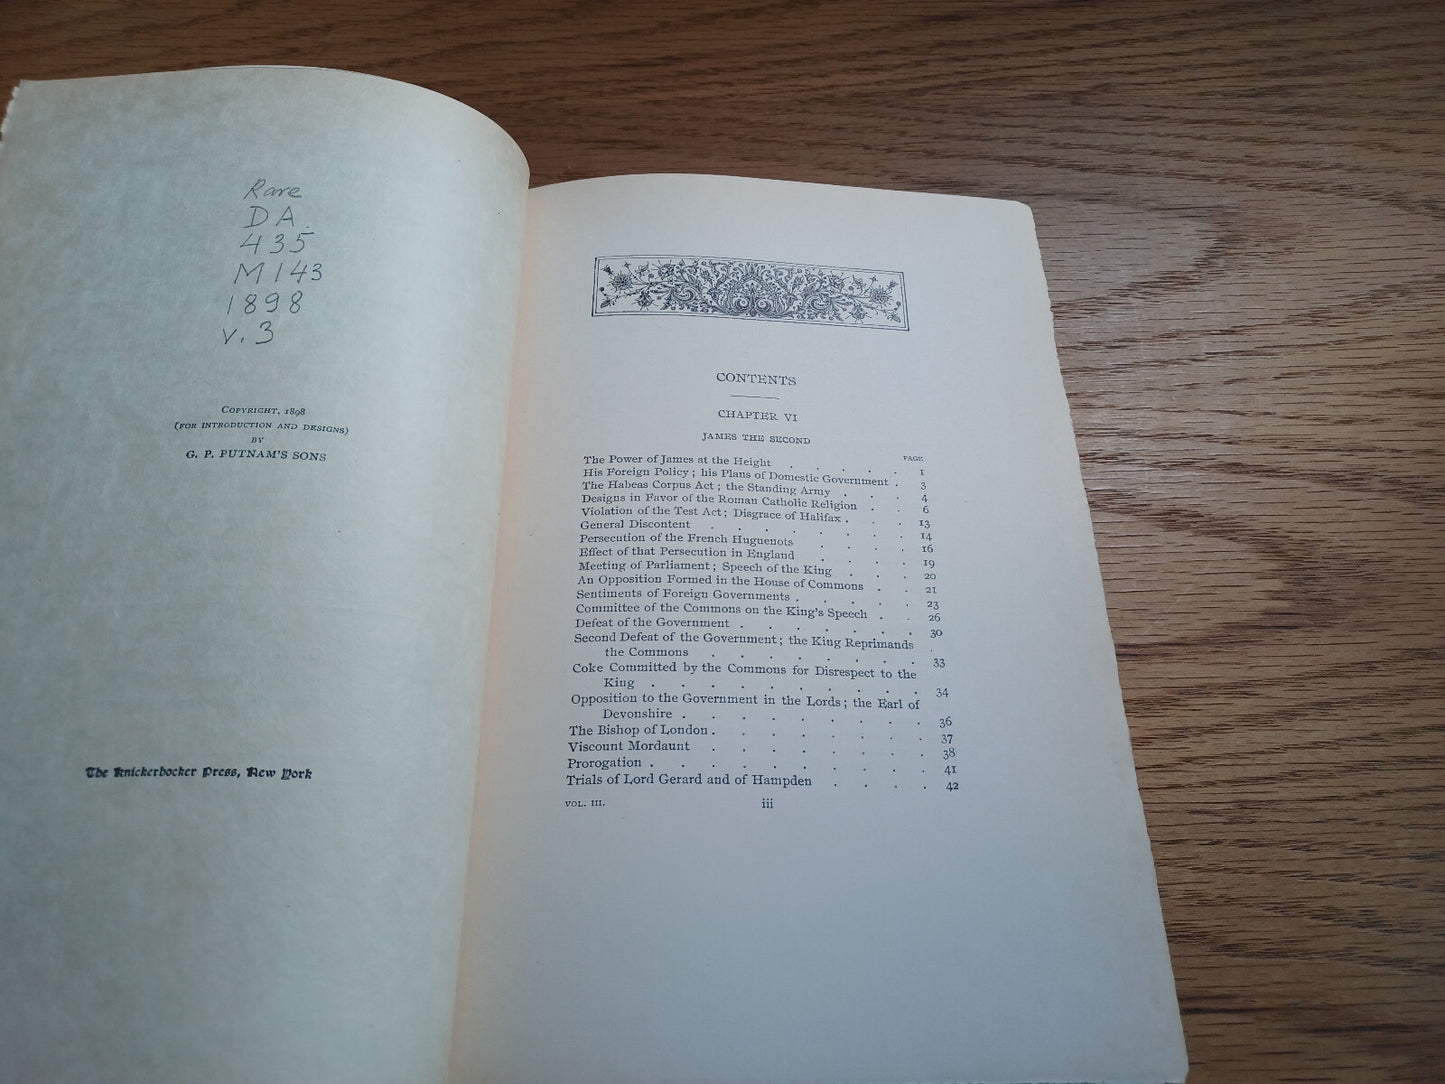 Rare
DA.
435
M143
1898
v.3
COPYRIGHT, 1898
(FOR INTRODUCTION AND DESIGNS)
BY
G. P. PUTNAM'S SONS
The Knickerbocker Press, New York
CONTENTS
CHAPTER VI
JAMES THE SECOND
PAGE
The Power of James at the Height . . . . . 1
His Foreign Policy; his Plans of Domestic Government . 3
The Habeas Corpus Act; the Standing Army . . . 4
Designs in Favor of the Roman Catholic Religion . . 6
Violation of the Test Act; Disgrace of Halifax . . . 13
General Discontent . . . . . . . 14
Persecution of the French Huguenots . . . . 16
Effect of that Persecution in England . . . . 19
Meeting of Parliament; Speech of the King . . . 20
An Opposition Formed in the House of Commons . . 21
Sentiments of Foreign Governments . . . . . 23
Committee of the Commons on the King's Speech . . 26
Defeat of the Government . . . . . . . 30
Second Defeat of the Government; the King Reprimands .
the Commons . . . . . . . . 33
Coke Committed by the Commons for Disrespect to the
King . . . . . . . . . . 34
Opposition to the Government in the Lords; the Earl of
Devonshire . . . . . . . . . 36
The Bishop of London . . . . . . . . 37
Viscount Mordaunt . . . . . . . . 38
Prorogation . . . . . . . . . . 41
Trials of Lord Gerard and of Hampden . . . . 42
VOL. III.
iii